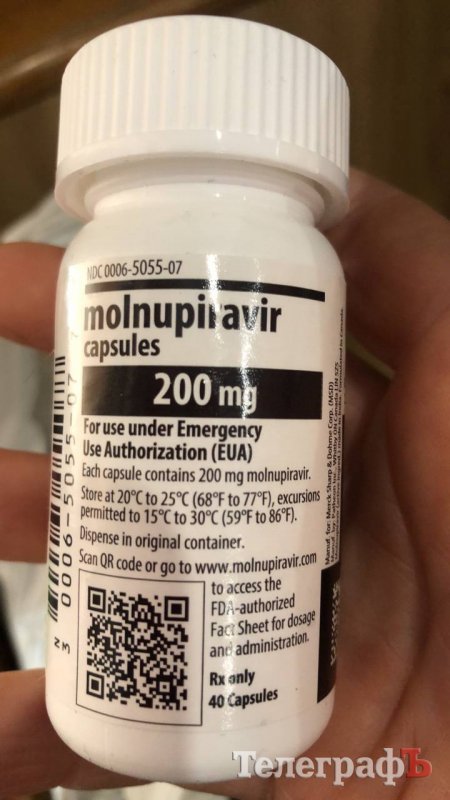 NDC 0006-5055-07
molnupiravir
capsules
200 mg
For use under Emergency
Use Authorization (EUA)
Each capsule contains 200 mg molnupiravir.
Store at 20°C to 25°C (68°F to 77°F), excursions
permitted to 15°C to 30°C (59°F to 86°F).
Dispense in original container.
Scan QR code or go to www.molnupiravir.com
to access the
FDA-authorized
Fact Sheet for dosage
and administration.
Rx only
40 Capsules
N
3
0006-5055-07
7
Manuf. for: Merck Sharp & Dohme Corp. (MSD)
ТелеграфЪ